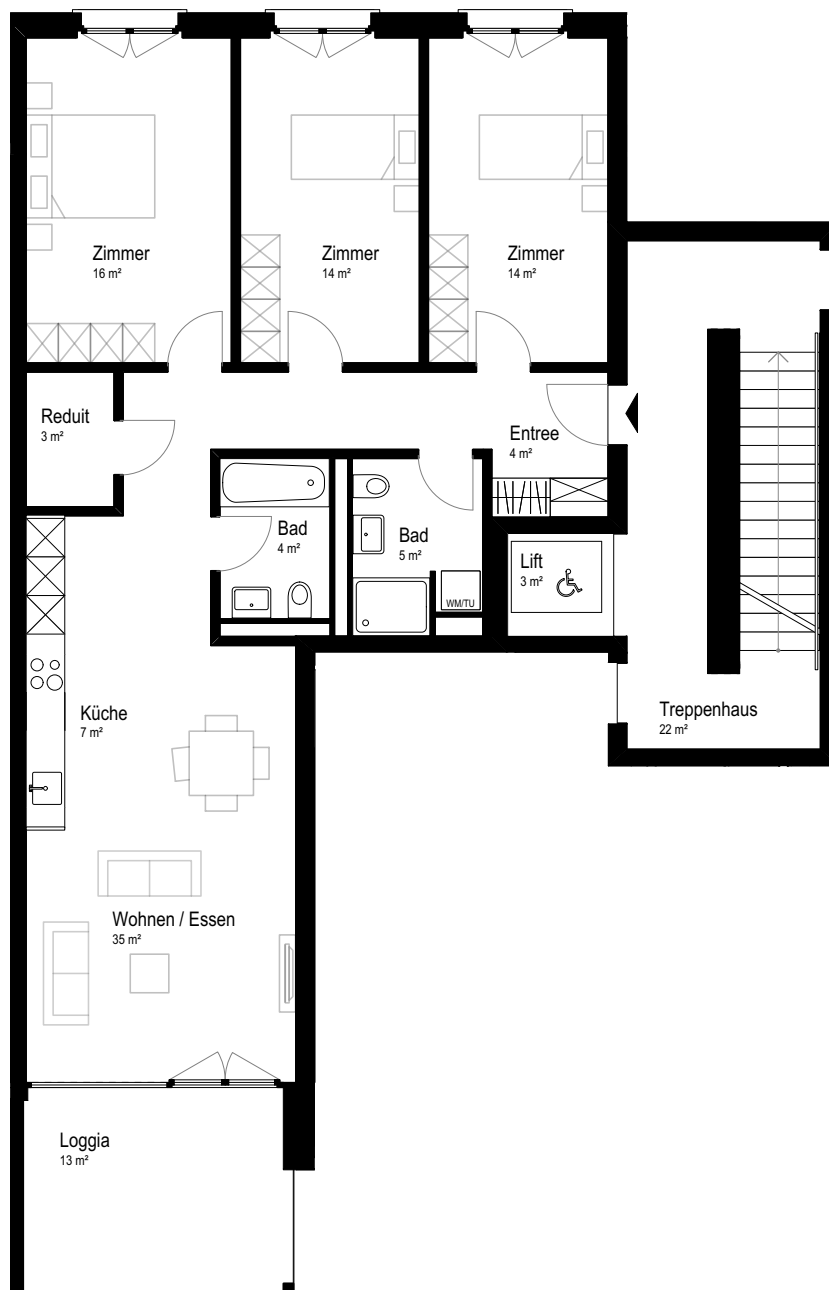 Zimmer
16 m²
Zimmer
14 m²
Zimmer
14 m²
Reduit
3 m²
Entree
4 m²
Bad
4 m²
Bad
5 m²
Lift
3 m²
WM/TU
Küche
7 m²
Treppenhaus
22 m²
Wohnen / Essen
35 m²
Loggia
13 m²